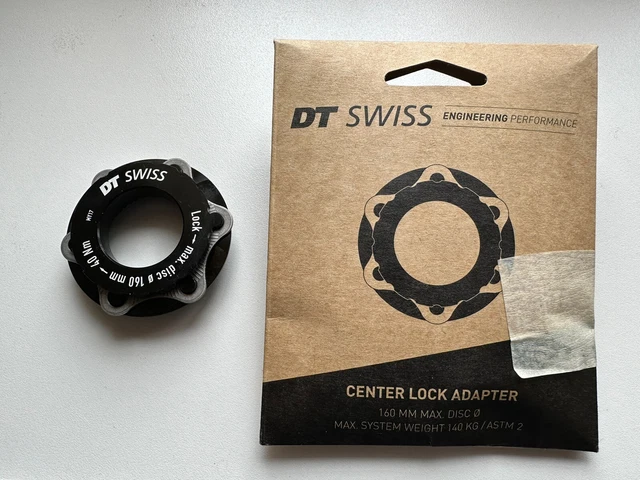 DT SWISS
Lock — max. disc ø 160 mm — 40 Nm
H117
DT SWISS ENGINEERING PERFORMANCE
CENTER LOCK ADAPTER
160 MM MAX. DISC Ø
MAX. SYSTEM WEIGHT 140 KG / ASTM 2